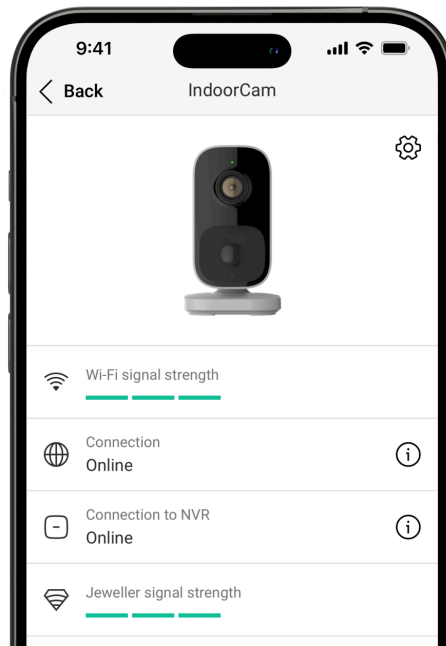 9:41
Back
IndoorCam
Wi-Fi signal strength
Connection
Online
Connection to NVR
Online
Jeweller signal strength